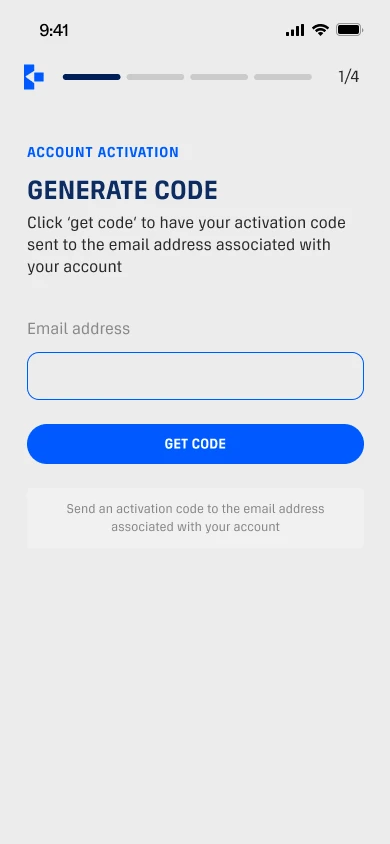 9:41
1/4
ACCOUNT ACTIVATION
GENERATE CODE
Click ‘get code’ to have your activation code
sent to the email address associated with
your account
Email address
GET CODE
Send an activation code to the email address
associated with your account